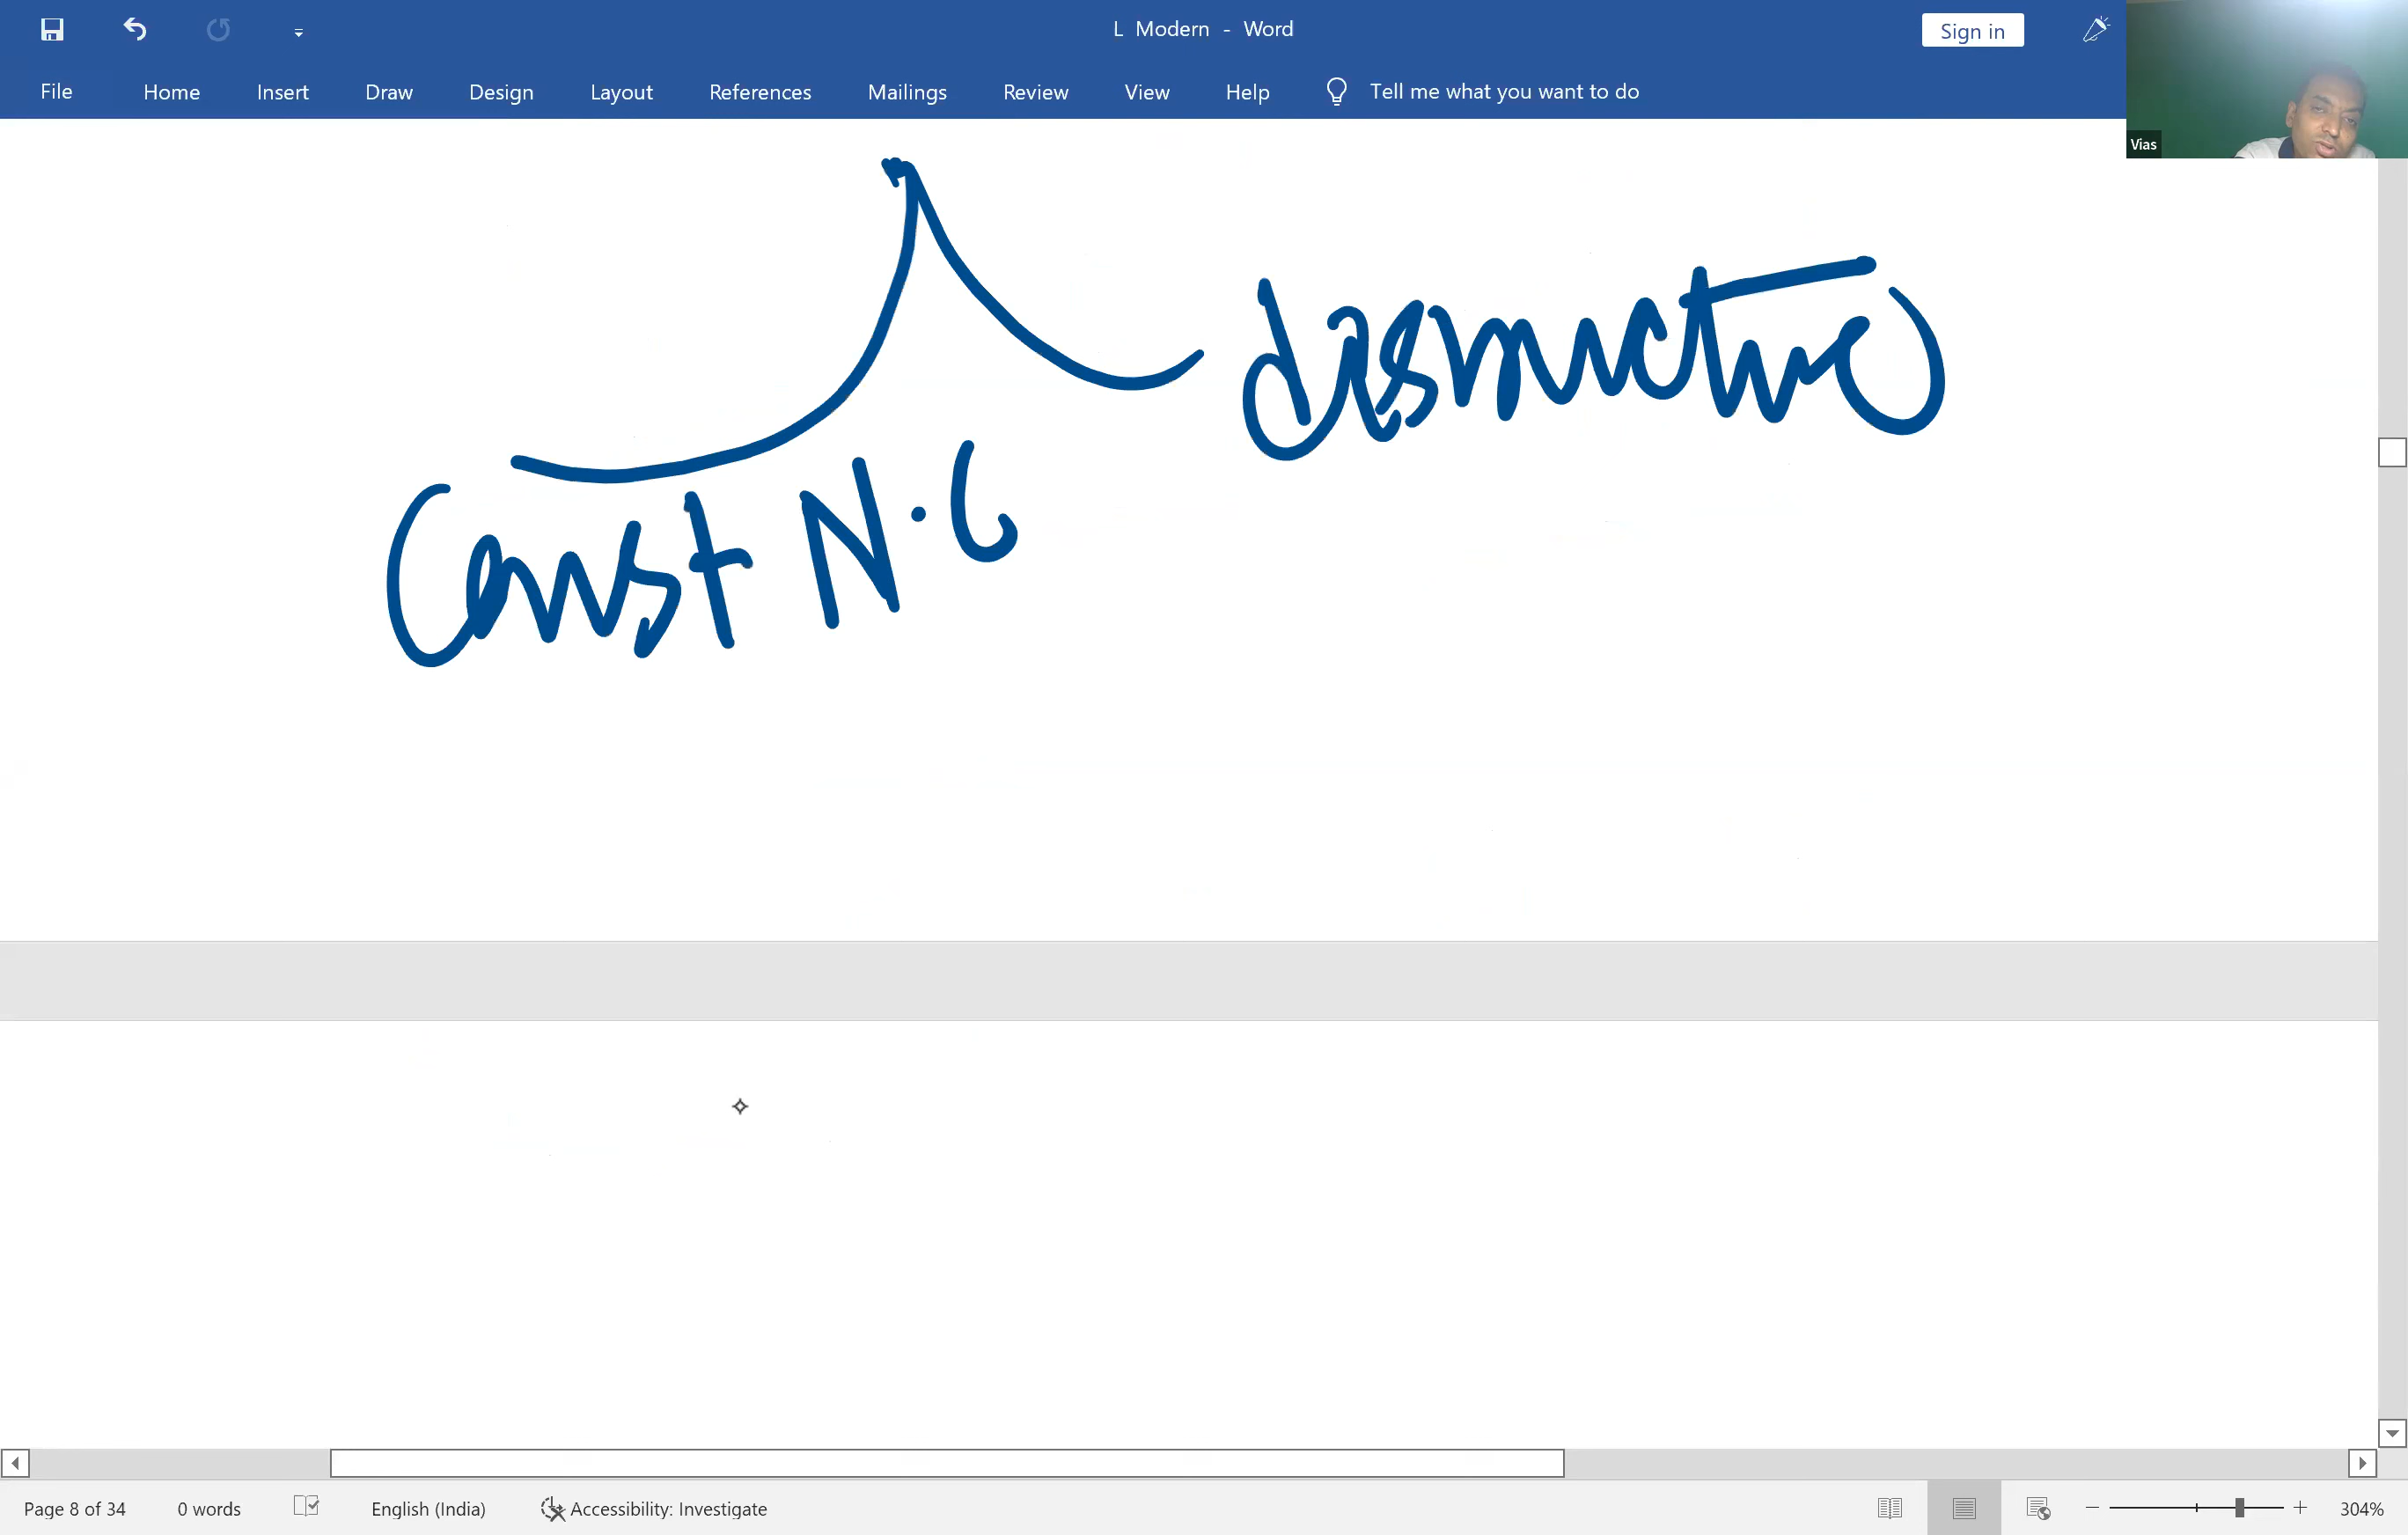 L Modern - Word
Sign in
File Home Insert Draw Design Layout References Mailings Review View Help Tell me what you want to do
Vias
Const N.C
Page 8 of 34 0 words English (India) Accessibility: Investigate 304%